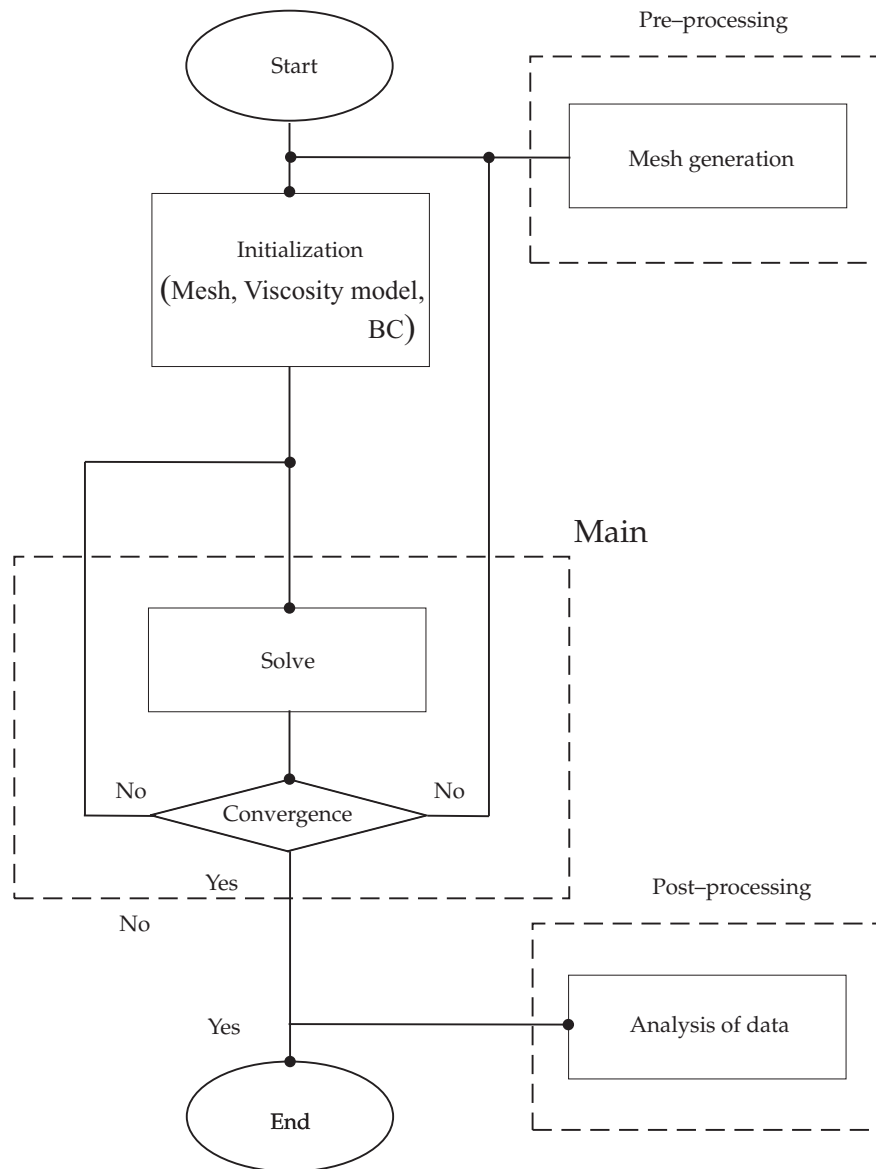 Pre–processing
Start
Mesh generation
Initialization
(Mesh, Viscosity model,
BC)
Main
Solve
No
Convergence
No
Yes
No
Post–processing
Yes
Analysis of data
End